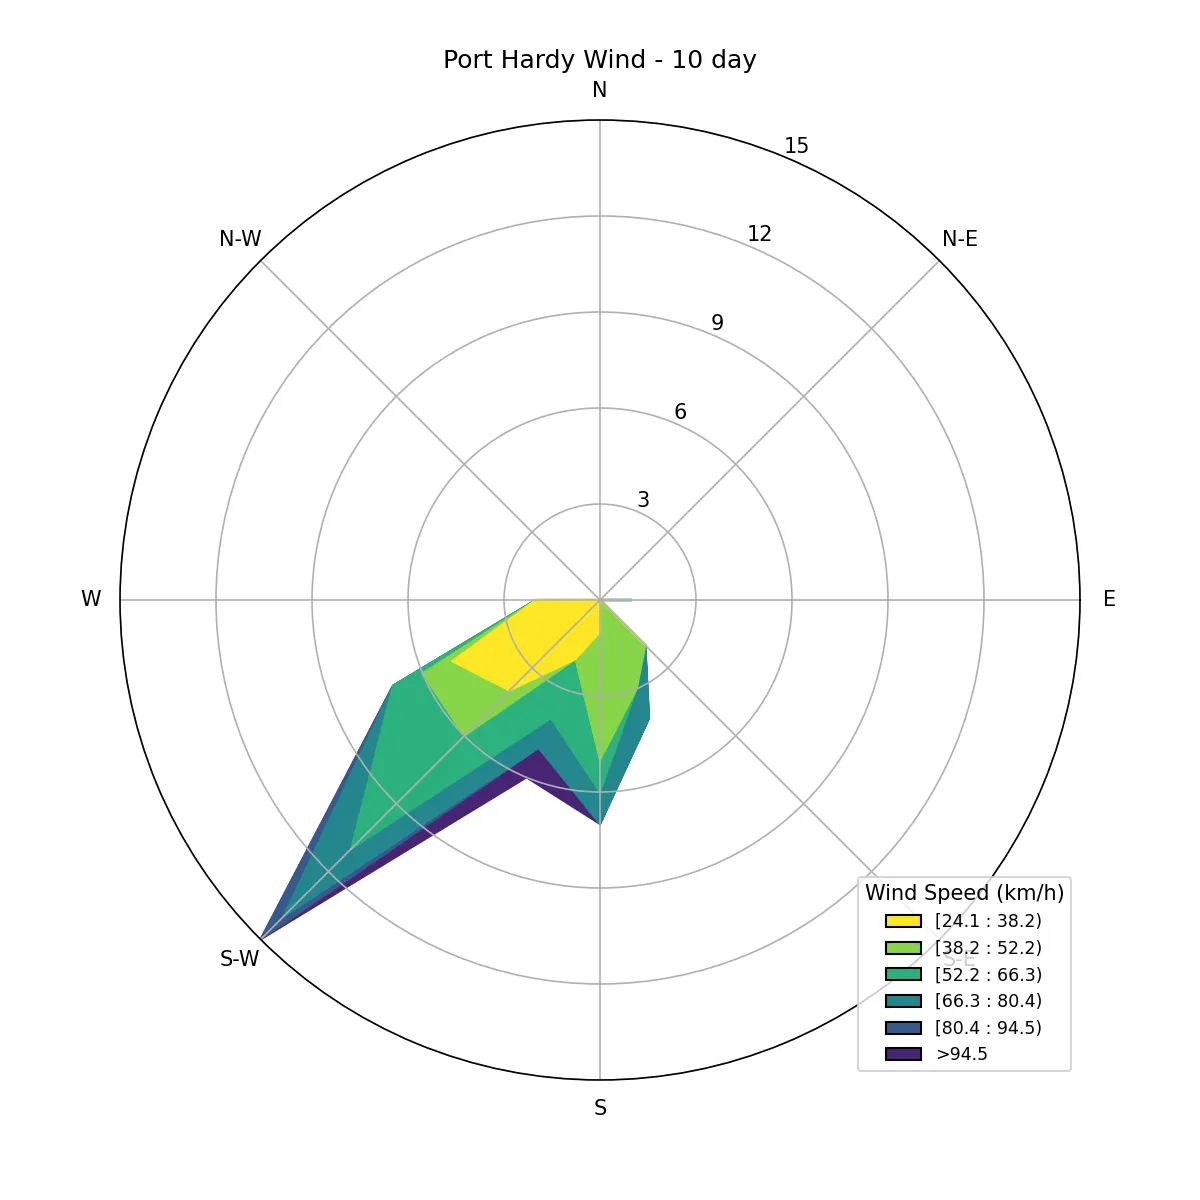 Port Hardy Wind - 10 day
N
15
12
N-W
N-E
9
6
3
W
E
S-W
S-E
Wind Speed (km/h)
[24.1 : 38.2)
[38.2 : 52.2)
[52.2 : 66.3)
[66.3 : 80.4)
[80.4 : 94.5)
>94.5
S